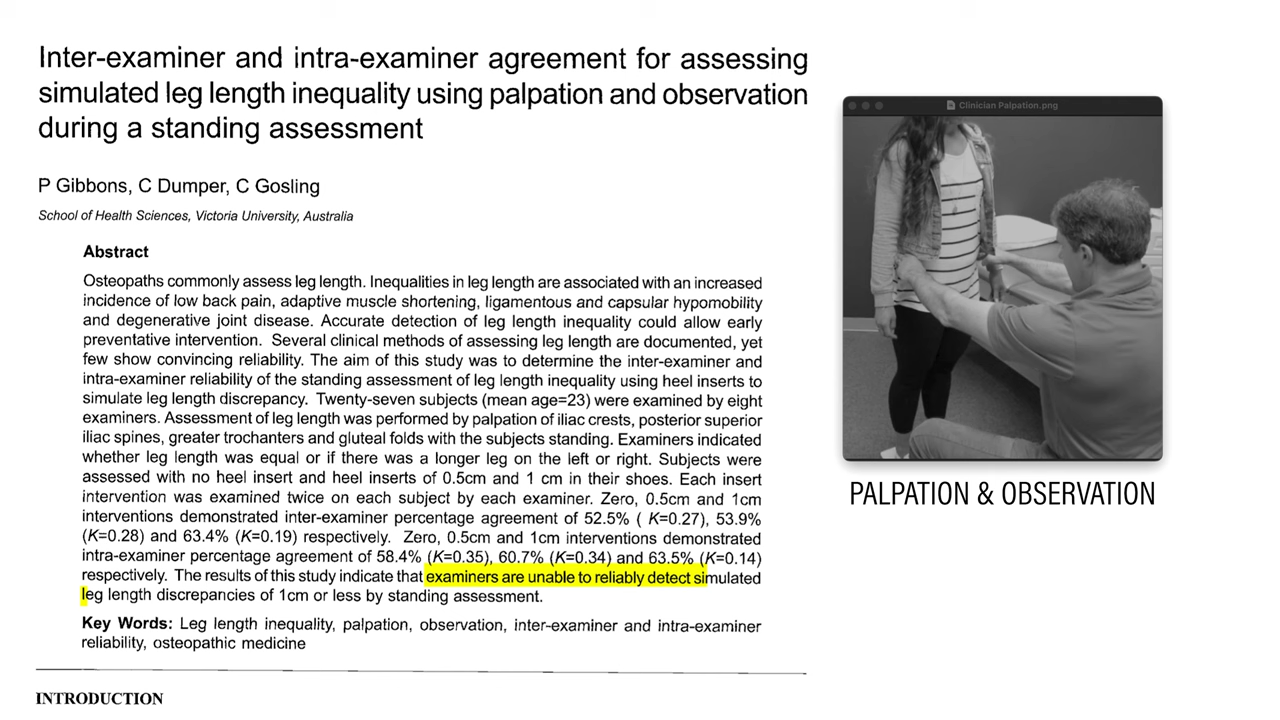 Inter-examiner and intra-examiner agreement for assessing
simulated leg length inequality using palpation and observation
during a standing assessment
P Gibbons, C Dumper, C Gosling
School of Health Sciences, Victoria University, Australia
Abstract
Osteopaths commonly assess leg length. Inequalities in leg length are associated with an increased
incidence of low back pain, adaptive muscle shortening, ligamentous and capsular hypomobility
and degenerative joint disease. Accurate detection of leg length inequality could allow early
preventative intervention. Several clinical methods of assessing leg length are documented, yet
few show convincing reliability. The aim of this study was to determine the inter-examiner and
intra-examiner reliability of the standing assessment of leg length inequality using heel inserts to
simulate leg length discrepancy. Twenty-seven subjects (mean age=23) were examined by eight
examiners. Assessment of leg length was performed by palpation of iliac crests, posterior superior
iliac spines, greater trochanters and gluteal folds with the subjects standing. Examiners indicated
whether leg length was equal or if there was a longer leg on the left or right. Subjects were
assessed with no heel insert and heel inserts of 0.5cm and 1 cm in their shoes. Each insert
intervention was examined twice on each subject by each examiner. Zero, 0.5cm and 1cm
interventions demonstrated inter-examiner percentage agreement of 52.5% ( K=0.27), 53.9%
(K=0.28) and 63.4% (K=0.19) respectively. Zero, 0.5cm and 1cm interventions demonstrated
intra-examiner percentage agreement of 58.4% (K=0.35), 60.7% (K=0.34) and 63.5% (K=0.14)
respectively. The results of this study indicate that examiners are unable to reliably detect simulated
leg length discrepancies of 1cm or less by standing assessment.
Key Words: Leg length inequality, palpation, observation, inter-examiner and intra-examiner
reliability, osteopathic medicine
INTRODUCTION
Clinician Palpation.png
PALPATION & OBSERVATION